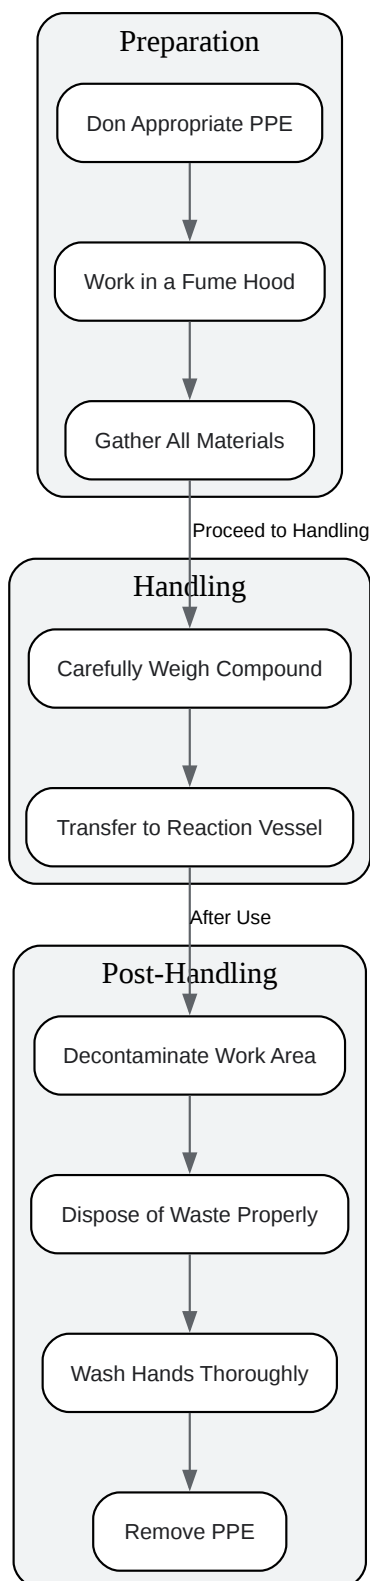 Preparation
Don Appropriate PPE
Work in a Fume Hood
Gather All Materials
Proceed to Handling
Handling
Carefully Weigh Compound
Transfer to Reaction Vessel
After Use
Post-Handling
Decontaminate Work Area
Dispose of Waste Properly
Wash Hands Thoroughly
Remove PPE